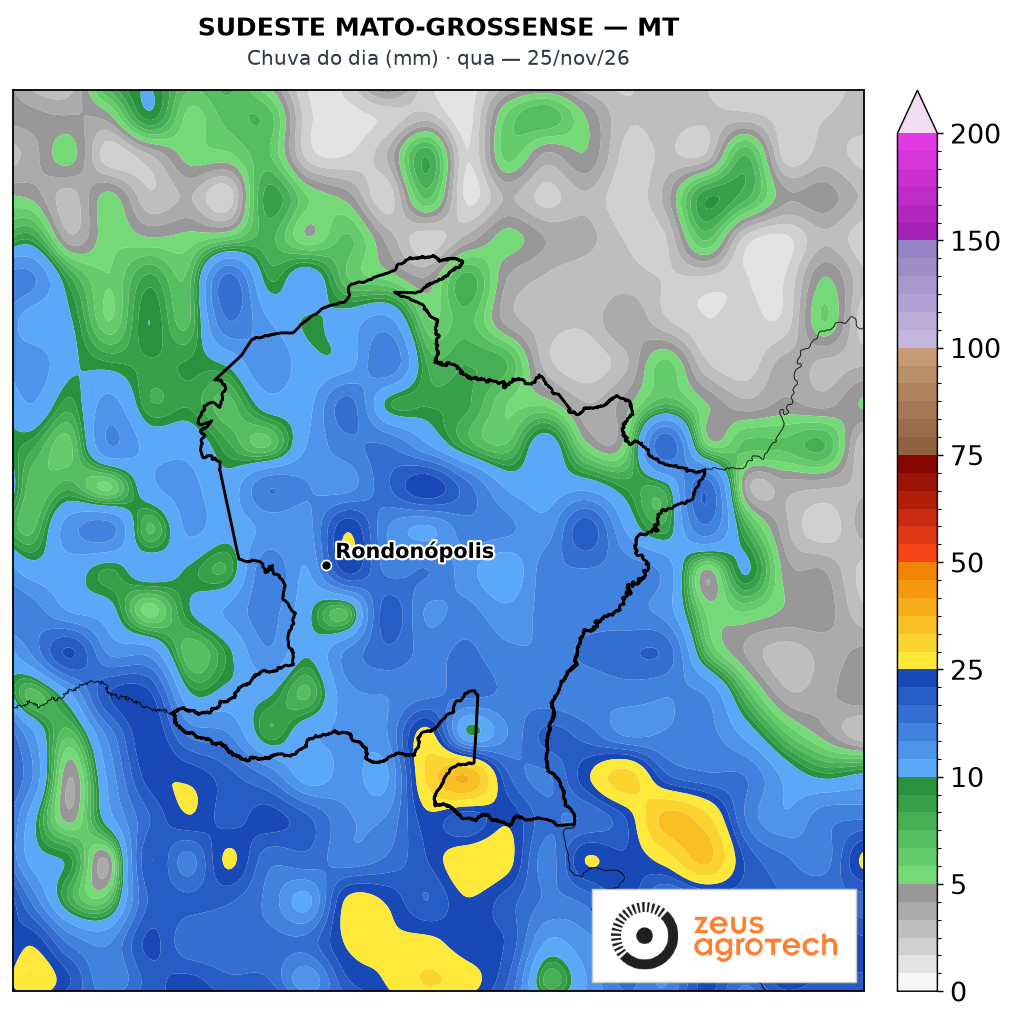 SUDESTE MATO-GROSSENSE — MT
Chuva do dia (mm) · qua — 25/nov/26
200
150
100
75
50
25
10
5
0
Rondonópolis
zeus
agrotech